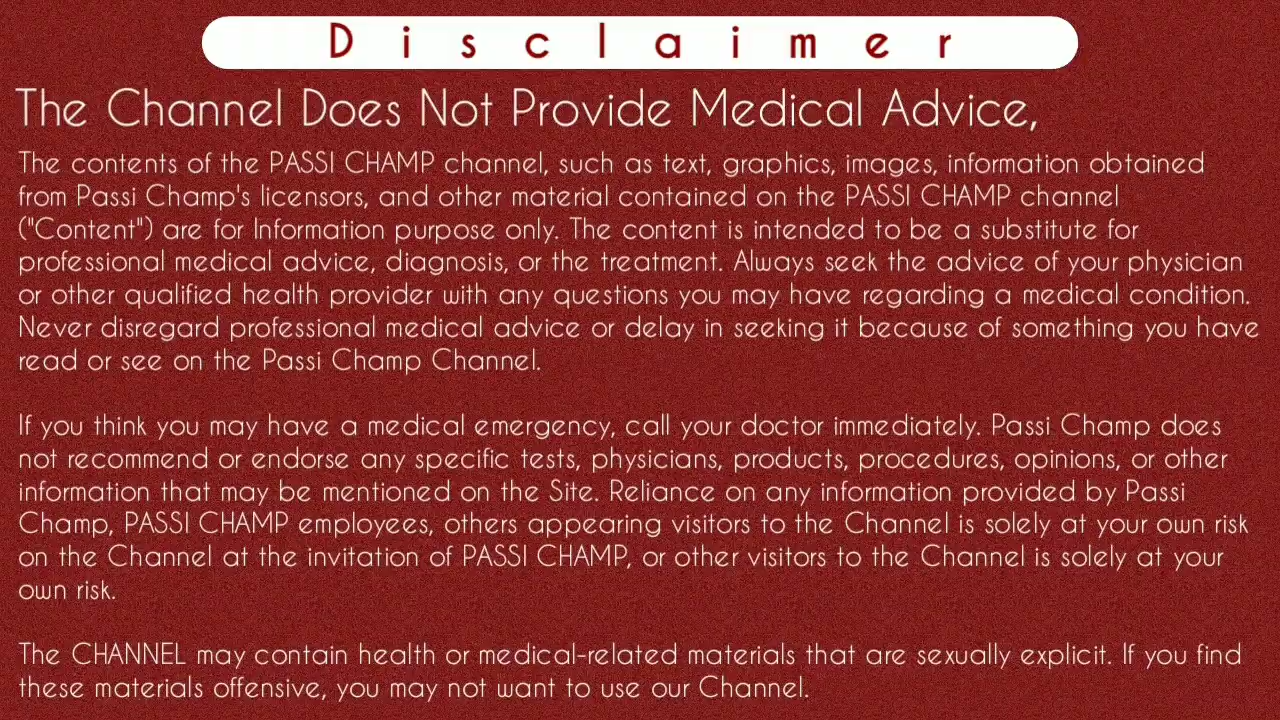 Disclaimer
The Channel Does Not Provide Medical Advice,
The contents of the PASSI CHAMP channel, such as text, graphics, images, information obtained
from Passi Champ's licensors, and other material contained on the PASSI CHAMP channel
("Content") are for Information purpose only. The content is intended to be a substitute for
professional medical advice, diagnosis, or the treatment. Always seek the advice of your physician
or other qualified health provider with any questions you may have regarding a medical condition.
Never disregard professional medical advice or delay in seeking it because of something you have
read or see on the Passi Champ Channel.
If you think you may have a medical emergency, call your doctor immediately. Passi Champ does
not recommend or endorse any specific tests, physicians, products, procedures, opinions, or other
information that may be mentioned on the Site. Reliance on any information provided by Passi
Champ, PASSI CHAMP employees, others appearing visitors to the Channel is solely at your own risk
on the Channel at the invitation of PASSI CHAMP, or other visitors to the Channel is solely at your
own risk.
The CHANNEL may contain health or medical-related materials that are sexually explicit. If you find
these materials offensive, you may not want to use our Channel.